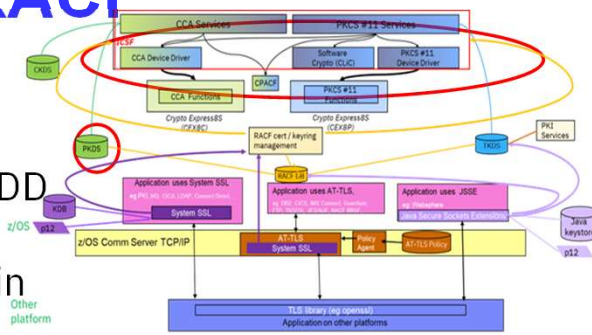 RACF
CCA Services
PKCS #11 Services
ICSF
CKDS
CCA Device Driver
Software
Crypto (CLiC)
PKCS #11
Device Driver
CPACF
CCA Functions
PKCS #11
Functions
Crypto Express8S
(CEX8C)
Crypto Express8S
(CEX8P)
PKDS
RACF cert / keyring
management
TKDS
PKI
Services
RACF DB
DD
Application uses System SSL
System SSL
Application uses AT-TLS,
Application uses JSSE
eg Websphere
Java Secure Sockets Extensions
KDB
z/OS
p12
Java
keystore
p12
z/OS Comm Server TCP/IP
AT-TLS
System SSL
Policy
Agent
AT-TLS Policy
in
Other
platform
TLS library (eg openssl)
Application on other platforms